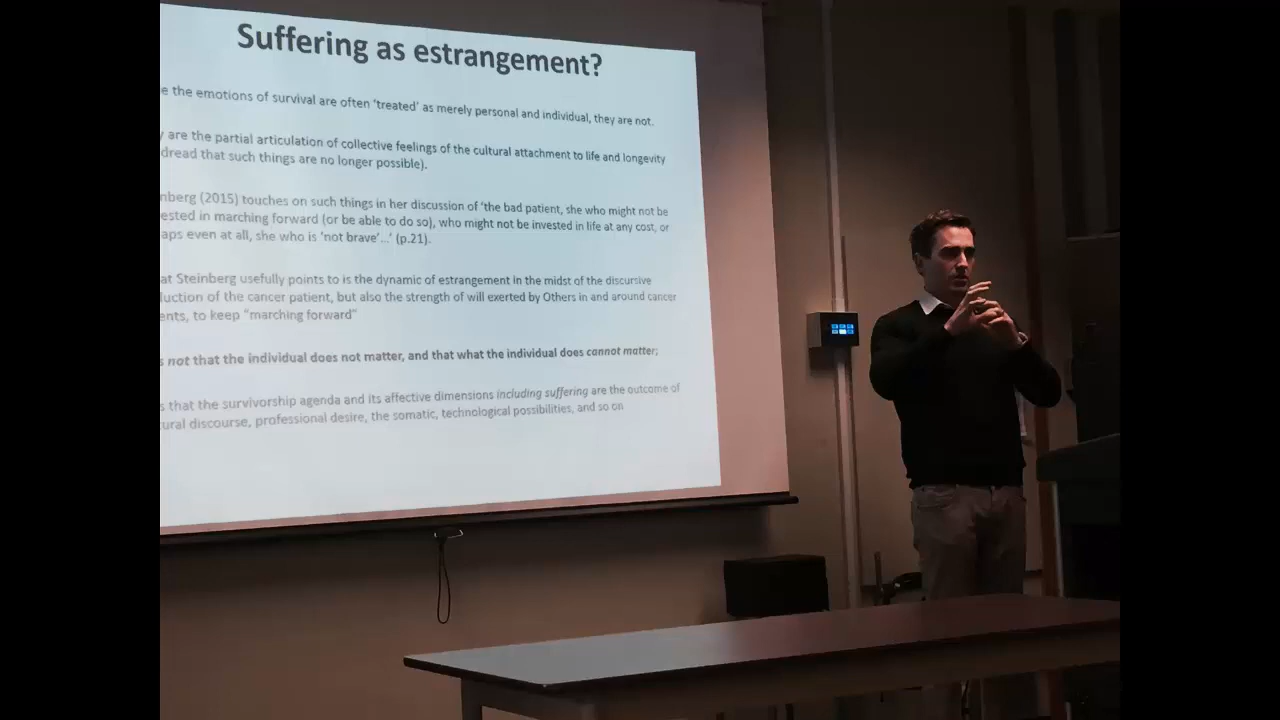 Suffering as estrangement?
e the emotions of survival are often 'treated' as merely personal and individual, they are not.
y are the partial articulation of collective feelings of the cultural attachment to life and longevity
dread that such things are no longer possible).
nberg (2015) touches on such things in her discussion of 'the bad patient, she who might not be
ested in marching forward (or be able to do so), who might not be invested in life at any cost, or
aps even at all, she who is 'not brave'...' (p.21).
at Steinberg usefully points to is the dynamic of estrangement in the midst of the discursive
uction of the cancer patient, but also the strength of will exerted by Others in and around cancer
ents, to keep "marching forward"
s not that the individual does not matter, and that what the individual does cannot matter;
s that the survivorship agenda and its affective dimensions including suffering are the outcome of
ural discourse, professional desire, the somatic, technological possibilities, and so on